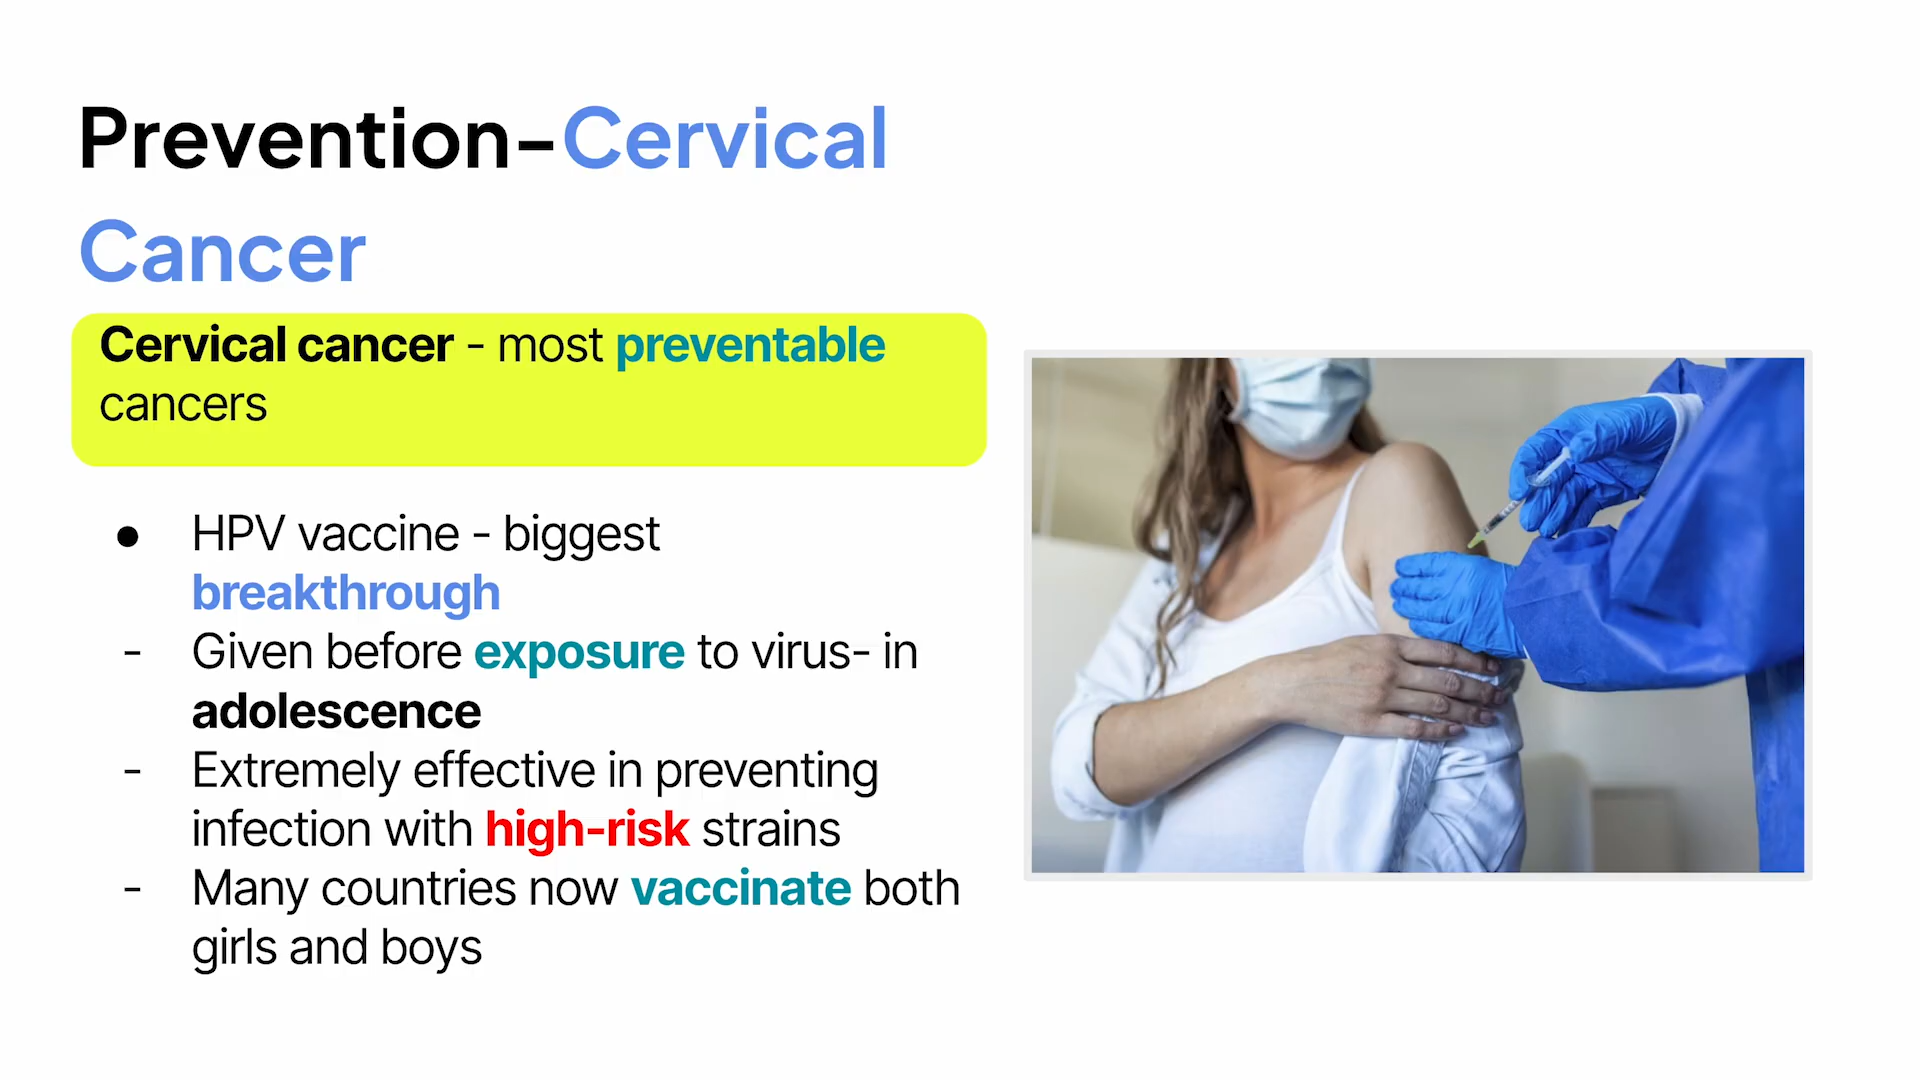 Prevention-Cervical
Cancer
Cervical cancer - most preventable
cancers
● HPV vaccine - biggest
breakthrough
- Given before exposure to virus- in
adolescence
- Extremely effective in preventing
infection with high-risk strains
- Many countries now vaccinate both
girls and boys